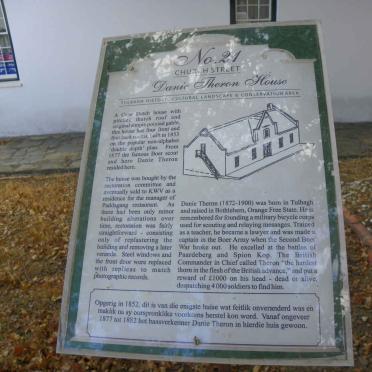 No. 21
CHURCH STREET
Danie Theron House
TULBAGH HISTORIC CULTURAL LANDSCAPE & CONSERVATION AREA
A Cape Dutch house with
pitched, thatch roof and
original simple pointed gable,
this house has four front and
five back rooms, built in 1852
on the popular non-alphabet
'double depth' plan. From
1877 the famous Boer scout
and hero Danie Theron
resided here.
The house was bought by the
restoration committee and
eventually sold to KWV as a
residence for the manager of
Paddagang restaurant. As
there had been only minor
building alterations over
time, restoration was fairly
straightforward - consisting
only of replastering the
building and removing a later
verandah. Steel windows and
the front door were replaced
with replicas to match
photographic records.
Danie Theron (1872-1900) was born in Tulbagh
and raised in Bothlehem, Orange Free State. He is
remembered for founding a military bicycle corps
used for scouting and relaying messages. Trained
as a teacher, he became a lawyer and was made a
captain in the Boer Army when the Second Boer
War broke out. He excelled at the battles of
Paardeberg and Spion Kop. The British
Commander in Chief called Theron "the hardest
thorn in the flesh of the British advance," and put a
reward of £1000 on his head - dead or alive,
despatching 4 000 soldiers to find him.
Opgerig in 1852, dit is van die enigste huise wat feitlik onveranderd was en
maklik na sy oorspronklike voorkoms herstel kon word. Vanaf ongeveer
1877 tot 1882 het baasverkenner Danie Theron in hierdie huis gewoon.